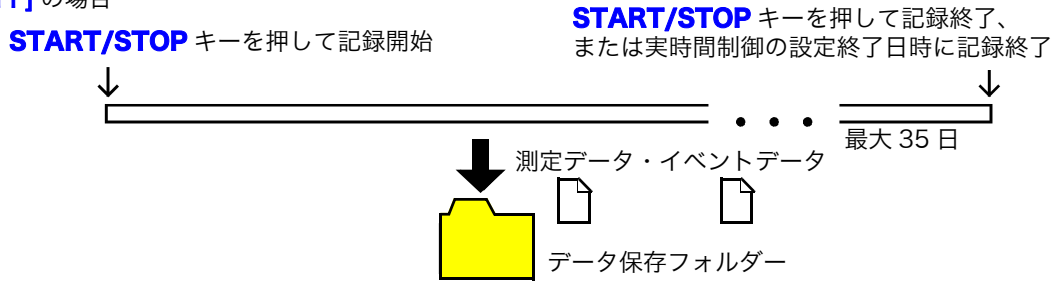 の場合
START/STOP キーを押して記録開始
START/STOP キーを押して記録終了、
または実時間制御の設定終了日時に記録終了
最大 35 日
測定データ・イベントデータ
データ保存フォルダー